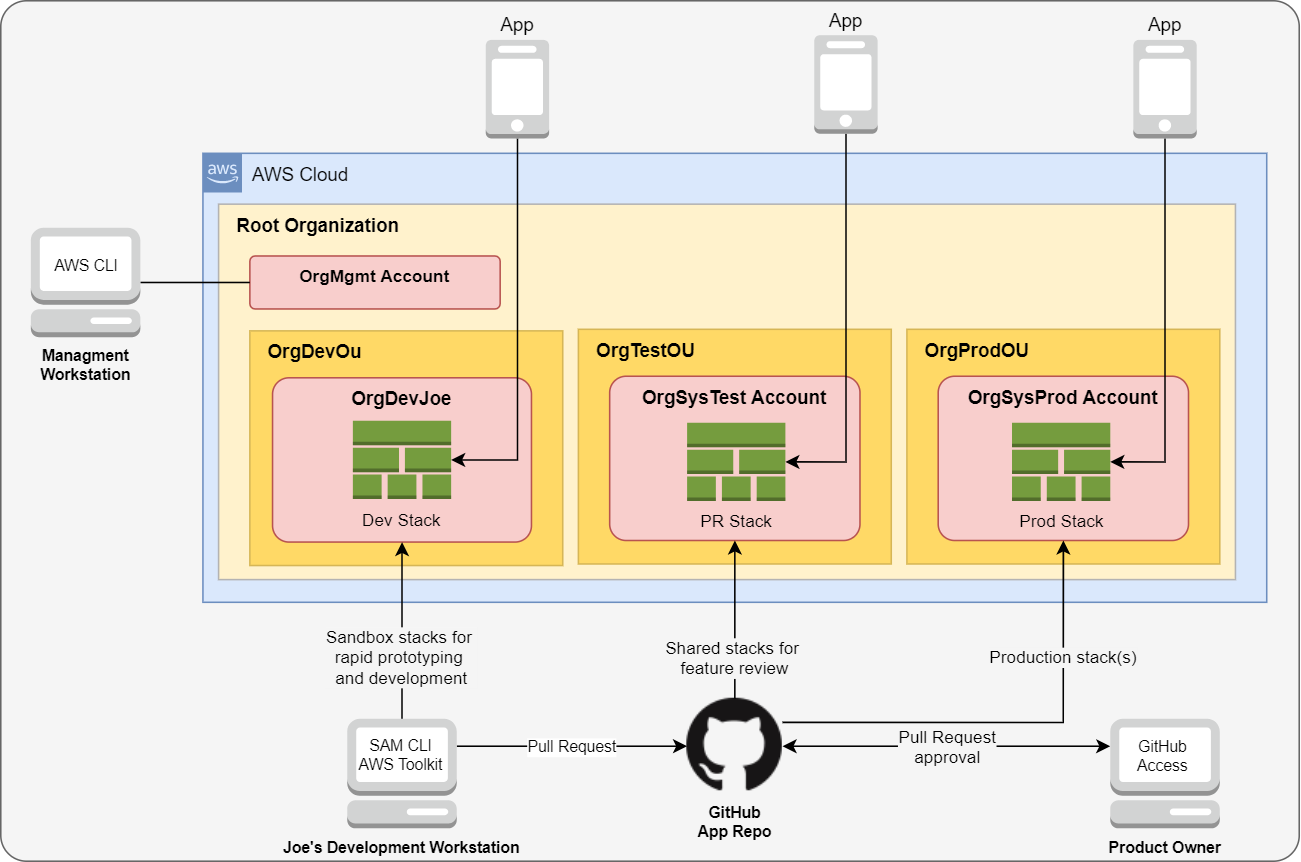 App
App
App
aws
AWS Cloud
Root Organization
AWS CLI
OrgMgmt Account
Managment
Workstation
OrgDevOu
OrgTestOU
OrgProdOU
OrgDevJoe
OrgSysTest Account
OrgSysProd Account
Dev Stack
PR Stack
Prod Stack
Sandbox stacks for
rapid prototyping
and development
Shared stacks for
feature review
Production stack(s)
SAM CLI
AWS Toolkit
Pull Request
Pull Request
approval
GitHub
Access
GitHub
App Repo
Joe's Development Workstation
Product Owner